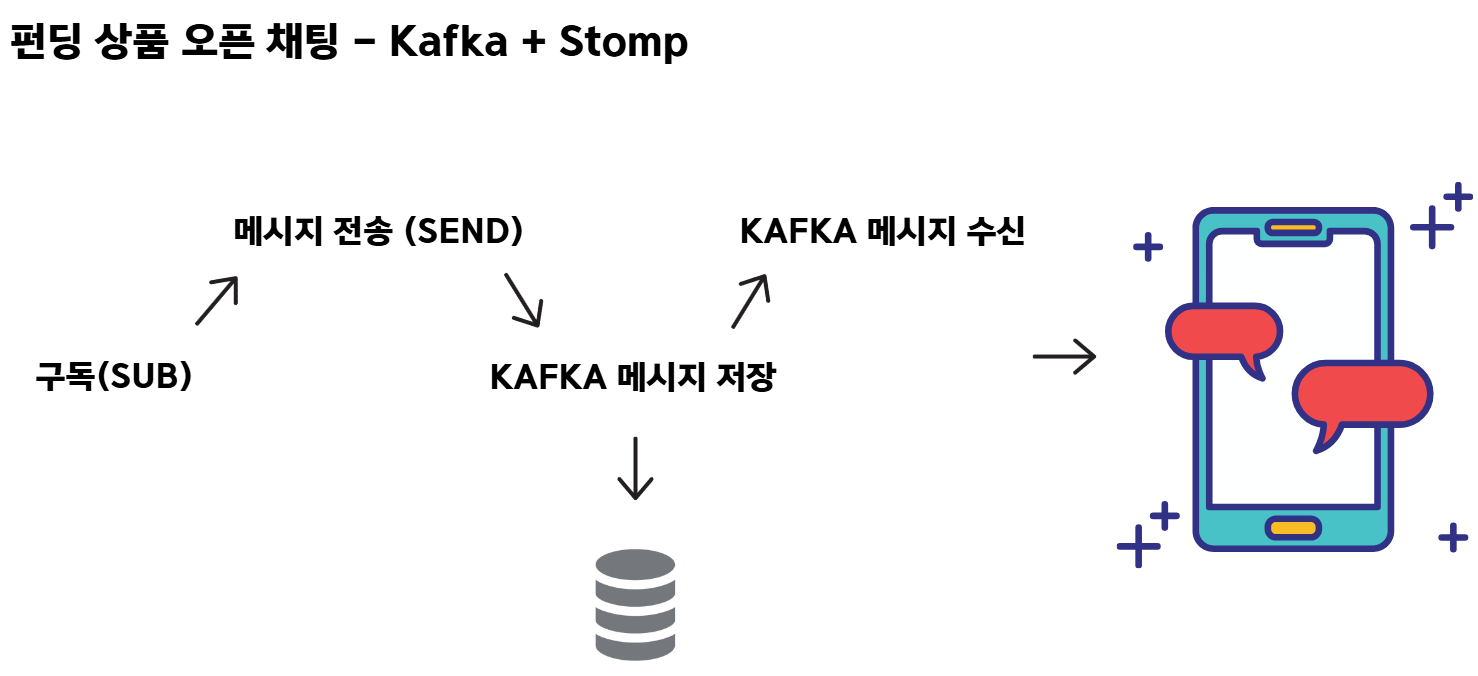 펀딩 상품 오픈 채팅 – Kafka + Stomp
메시지 전송 (SEND)
KAFKA 메시지 수신
구독(SUB)
KAFKA 메시지 저장